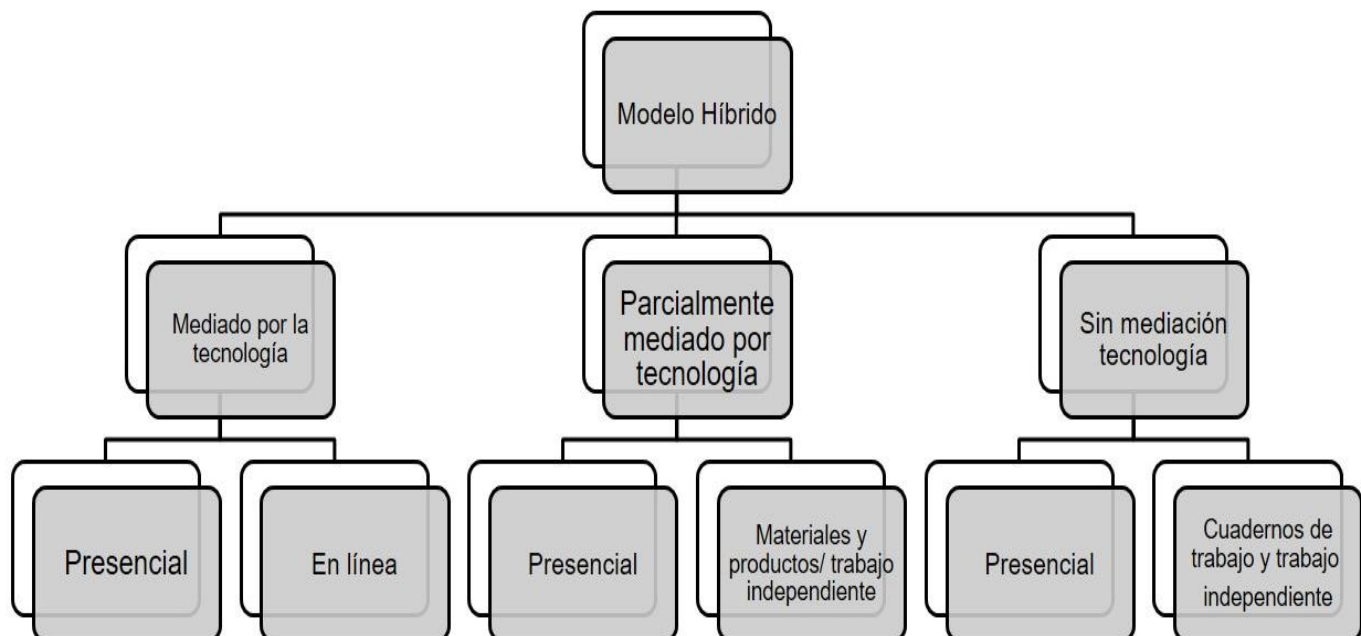 Modelo Híbrido
Mediado por la
tecnología
Parcialmente
mediado por
tecnología
Sin mediación
tecnología
Presencial
En línea
Presencial
Materiales y
productos/ trabajo
independiente
Presencial
Cuadernos de
trabajo y trabajo
independiente